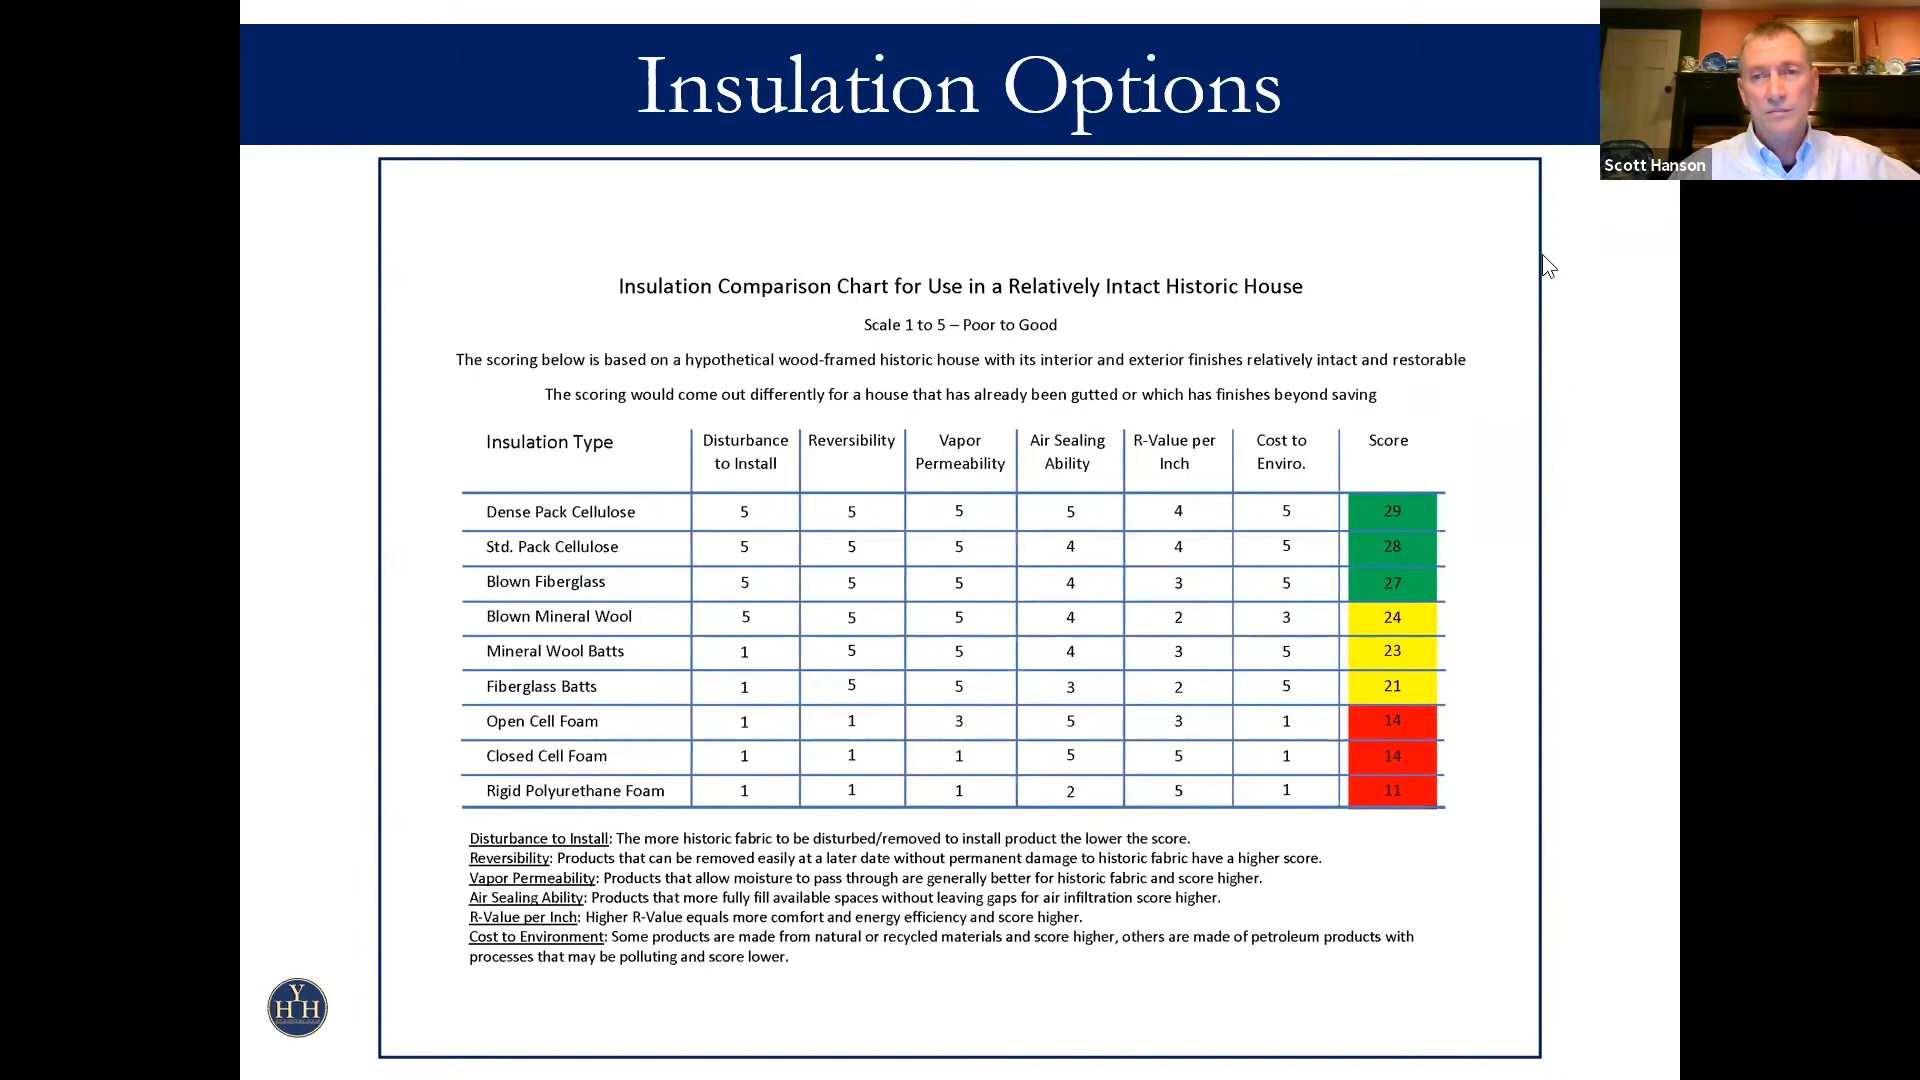 Insulation Options
Scott Hanson
Insulation Comparison Chart for Use in a Relatively Intact Historic House
Scale 1 to 5 – Poor to Good
The scoring below is based on a hypothetical wood-framed historic house with its interior and exterior finishes relatively intact and restorable
The scoring would come out differently for a house that has already been gutted or which has finishes beyond saving
Insulation Type Disturbance to Install Reversibility Vapor Permeability Air Sealing Ability R-Value per Inch Cost to Enviro. Score
Dense Pack Cellulose 5 5 5 5 4 5 29
Std. Pack Cellulose 5 5 5 4 4 5 28
Blown Fiberglass 5 5 5 4 3 5 27
Blown Mineral Wool 5 5 5 4 2 3 24
Mineral Wool Batts 1 5 5 4 3 5 23
Fiberglass Batts 1 5 5 3 2 5 21
Open Cell Foam 1 1 3 5 3 1 14
Closed Cell Foam 1 1 1 5 5 1 14
Rigid Polyurethane Foam 1 1 1 2 5 1 11
Disturbance to Install: The more historic fabric to be disturbed/removed to install product the lower the score.
Reversibility: Products that can be removed easily at a later date without permanent damage to historic fabric have a higher score.
Vapor Permeability: Products that allow moisture to pass through are generally better for historic fabric and score higher.
Air Sealing Ability: Products that more fully fill available spaces without leaving gaps for air infiltration score higher.
R-Value per Inch: Higher R-Value equals more comfort and energy efficiency and score higher.
Cost to Environment: Some products are made from natural or recycled materials and score higher, others are made of petroleum products with
processes that may be polluting and score lower.
Y
H H